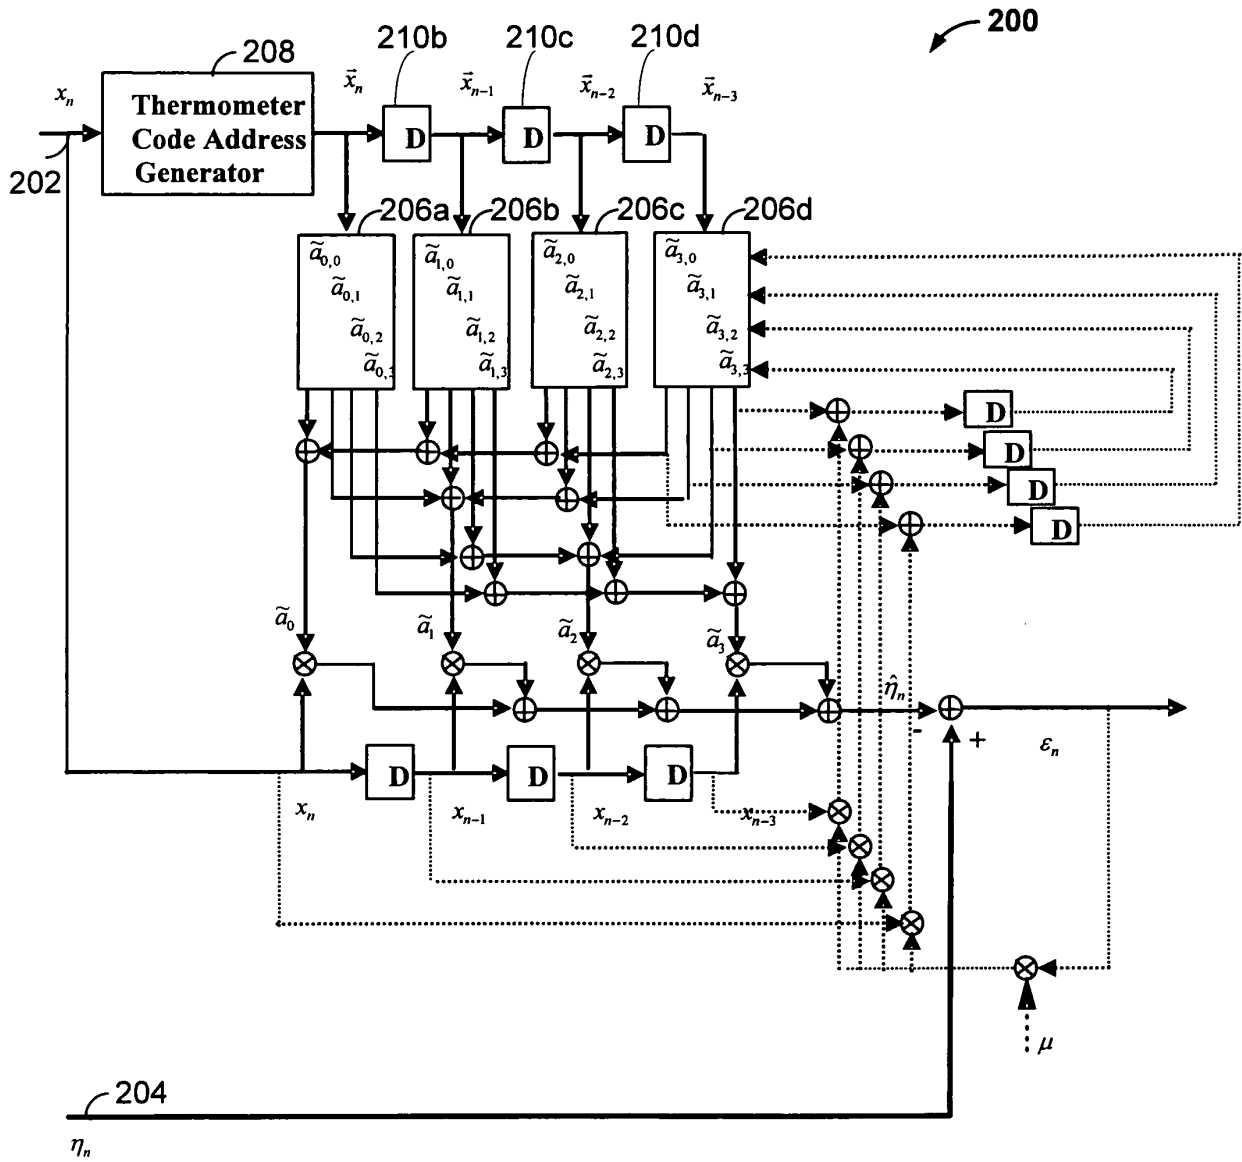 200
210b 210c 210d
208
x_n
Thermometer
Code Address
Generator
x⃗_n x⃗_{n-1} x⃗_{n-2} x⃗_{n-3}
D D D
202
206a 206b 206c 206d
ã_{0,0} ã_{1,0} ã_{2,0} ã_{3,0}
ã_{0,1} ã_{1,1} ã_{2,1} ã_{3,1}
ã_{0,2} ã_{1,2} ã_{2,2} ã_{3,2}
ã_{0,3} ã_{1,3} ã_{2,3} ã_{3,3}
D
D
D
D
ã_0 ã_1 ã_2 ã_3
η̂_n
- +
ε_n
D D D
x_n x_{n-1} x_{n-2} x_{n-3}
μ
204
η_n